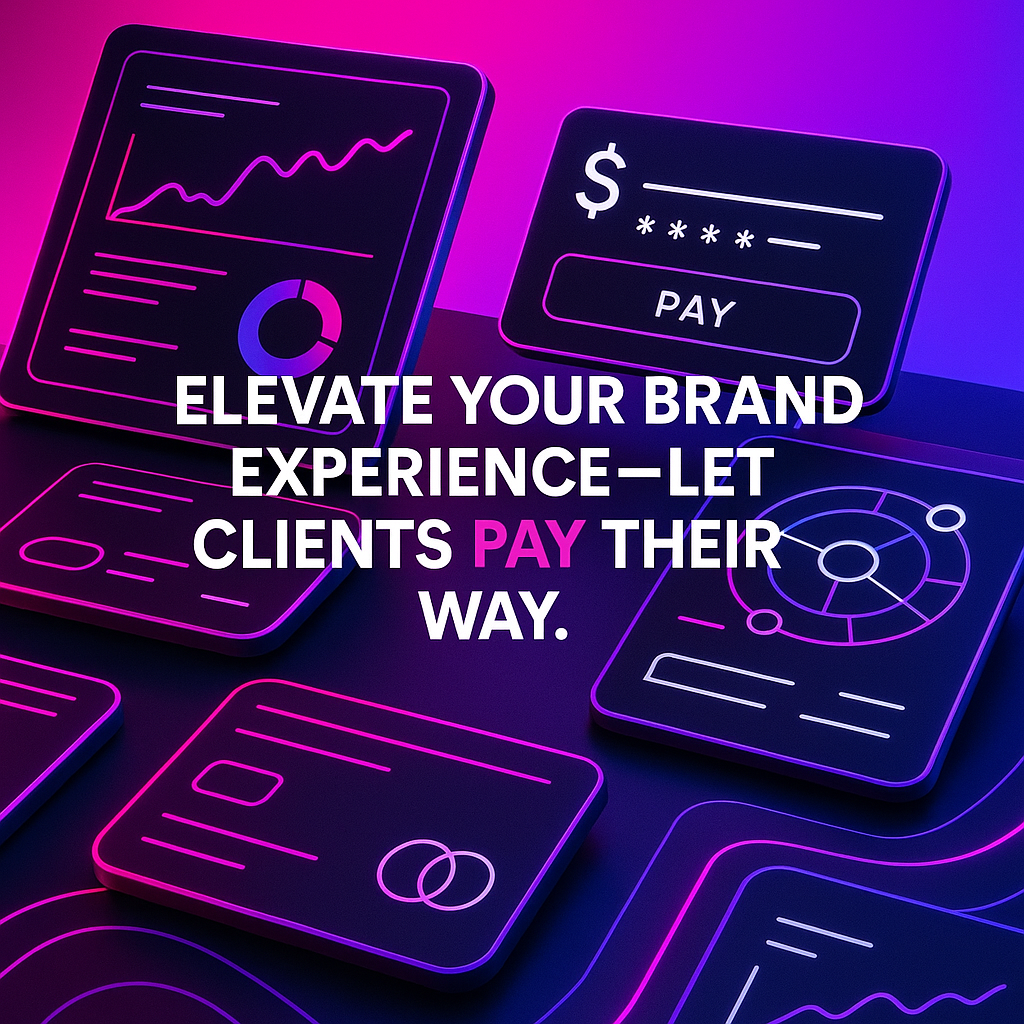 $
****
PAY
ELEVATE YOUR BRAND
EXPERIENCE—LET
CLIENTS PAY THEIR
WAY.